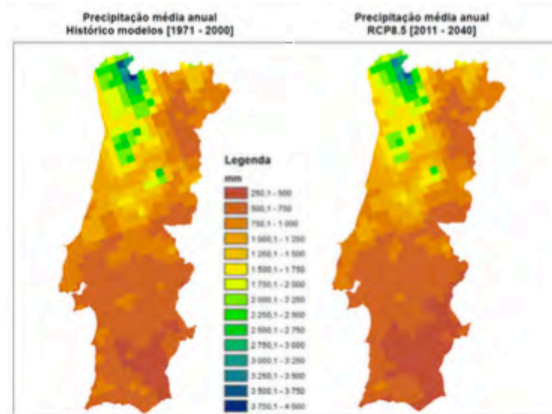 Precipitação média anual
Histórico modelos [1971 - 2000]
Precipitação média anual
RCP8.5 [2011 - 2040]
Legenda
mm
250,1 - 500
500,1 - 750
750,1 - 1 000
1 000,1 - 1 250
1 250,1 - 1 500
1 500,1 - 1 750
1 750,1 - 2 000
2 000,1 - 2 250
2 250,1 - 2 500
2 500,1 - 2 750
2 750,1 - 3 000
3 000,1 - 3 250
3 250,1 - 3 500
3 500,1 - 3 750
3 750,1 - 4 000